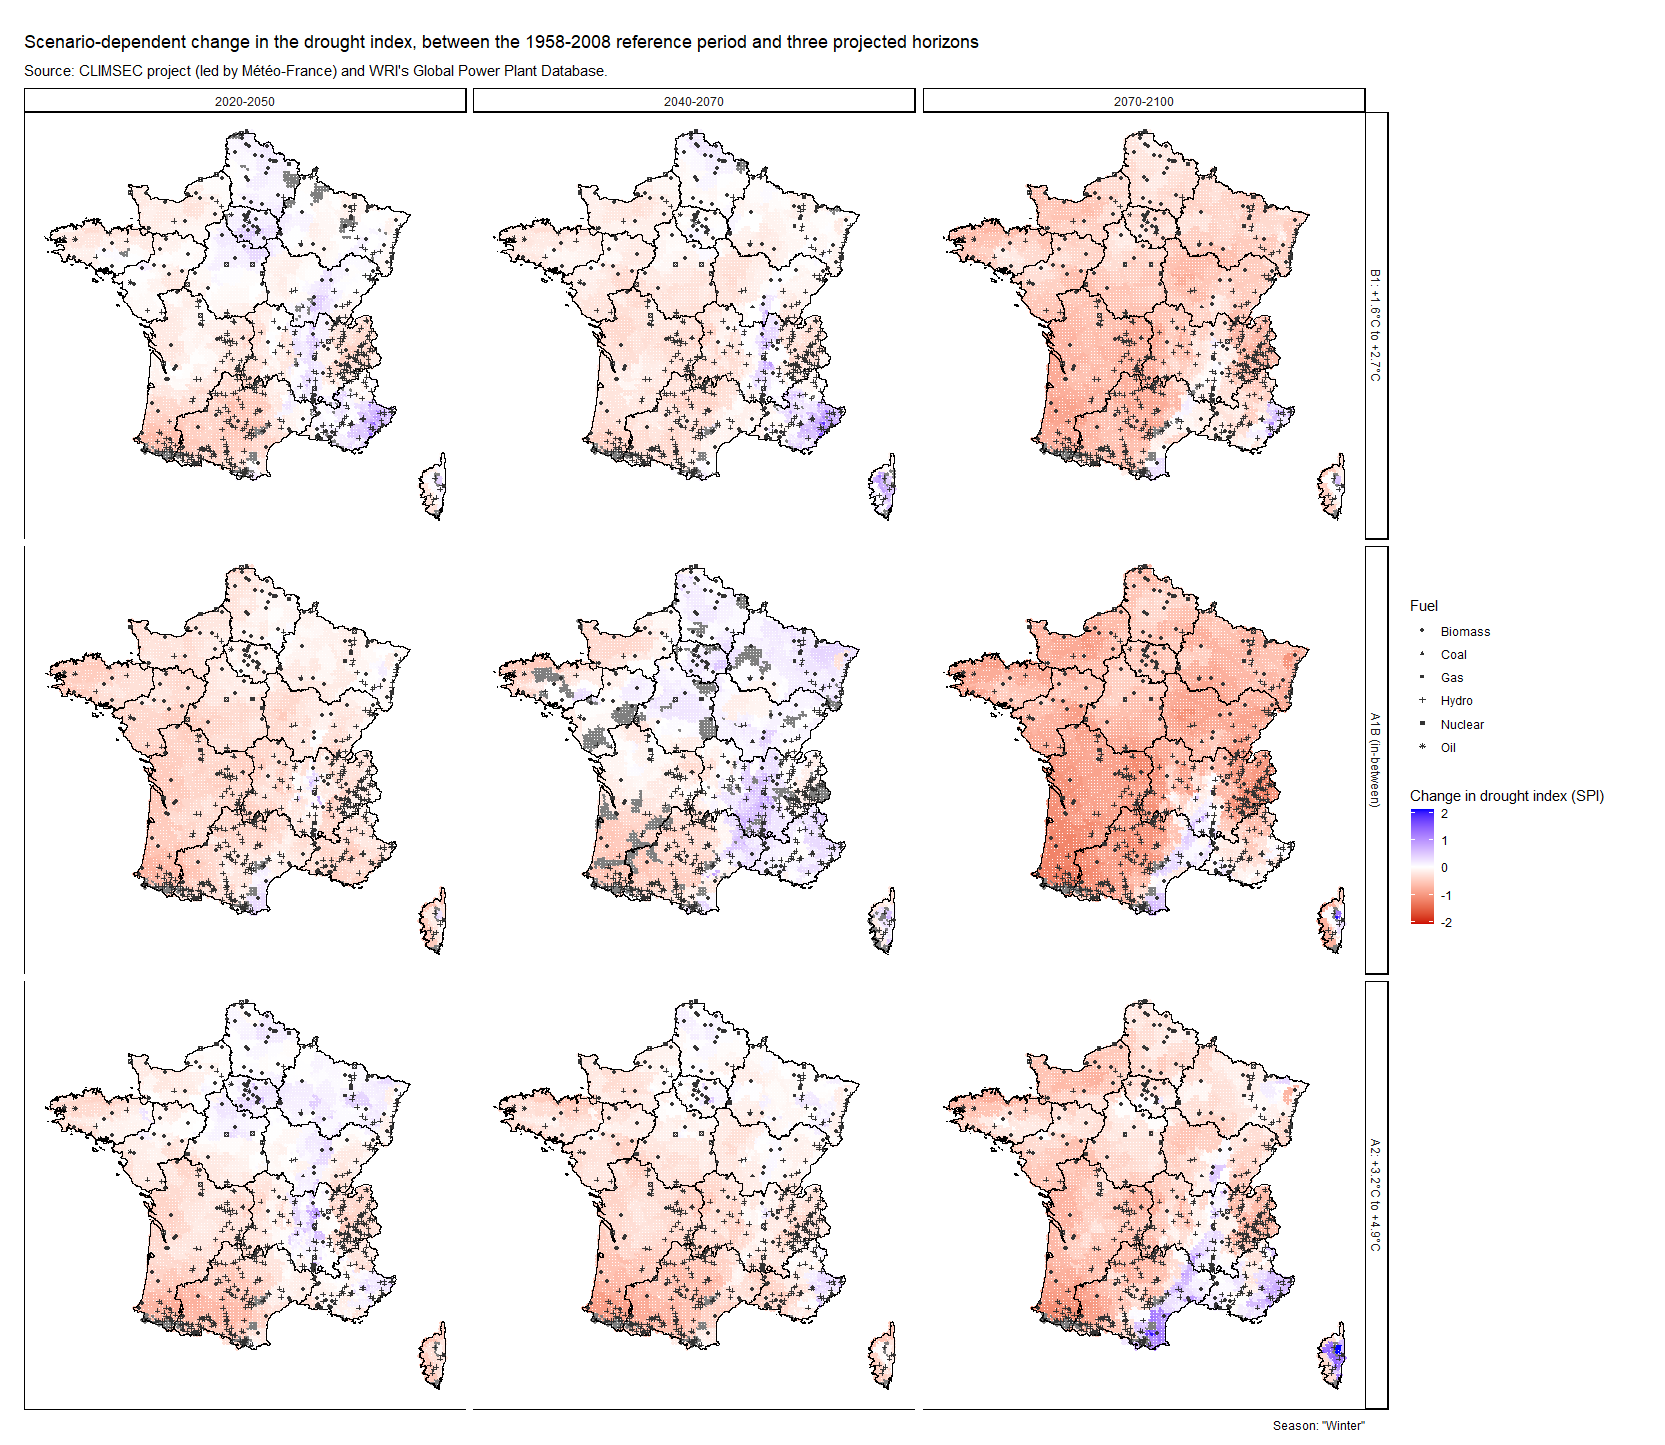 Scenario-dependent change in the drought index, between the 1958-2008 reference period and three projected horizons
Source: CLIMSEC project (led by Météo-France) and WRI's Global Power Plant Database.
2020-2050
2040-2070
2070-2100
B1: +1.6°C to +2.7°C
A1B (in-between)
A2: +3.2°C to +4.9°C
Fuel
Biomass
Coal
Gas
Hydro
Nuclear
Oil
Change in drought index (SPI)
2
1
0
-1
-2
Season: "Winter"